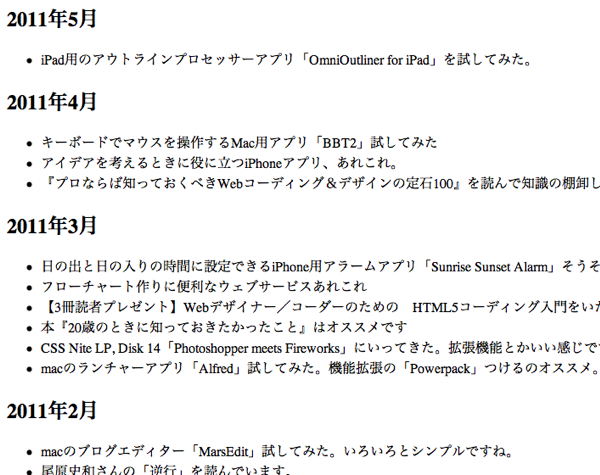 2011年5月
iPad用のアウトラインプロセッサーアプリ「OmniOutliner for iPad」を試してみた。
2011年4月
キーボードでマウスを操作するMac用アプリ「BBT2」試してみた
アイデアを考えるときに役に立つiPhoneアプリ、あれこれ。
『プロならば知っておくべきWebコーディング＆デザインの定石100』を読んで知識の棚卸し
2011年3月
日の出と日の入りの時間に設定できるiPhone用アラームアプリ「Sunrise Sunset Alarm」そうそ
フローチャート作りに便利なウェブサービスあれこれ
【3冊読者プレゼント】Webデザイナー／コーダーのための　HTML5コーディング入門をいた
本『20歳のときに知っておきたかったこと』はオススメです
CSS Nite LP, Disk 14「Photoshopper meets Fireworks」にいってきた。拡張機能とかいい感じで
macのランチャーアプリ「Alfred」試してみた。機能拡張の「Powerpack」つけるのオススメ。
2011年2月
macのブログエディター「MarsEdit」試してみた。いろいろとシンプルですね。
尾原史和さんの「逆行」を読んでいます。